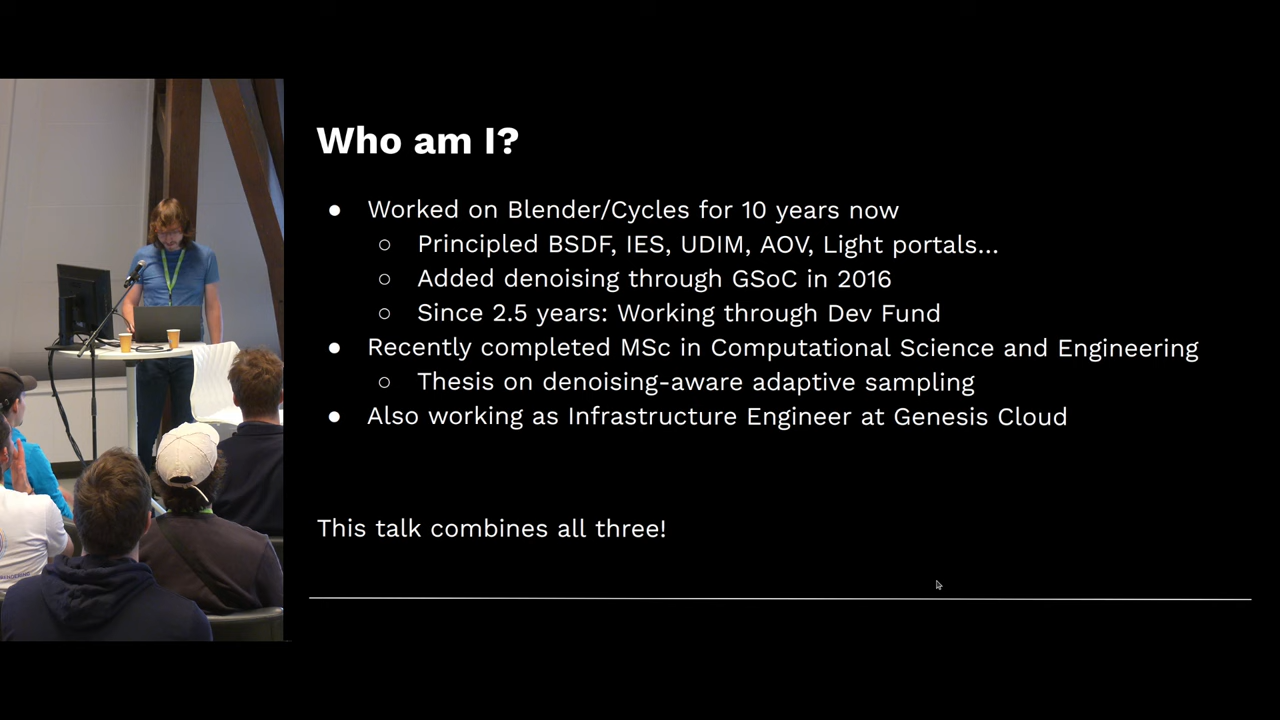 Who am I?
● Worked on Blender/Cycles for 10 years now
○ Principled BSDF, IES, UDIM, AOV, Light portals...
○ Added denoising through GSoC in 2016
○ Since 2.5 years: Working through Dev Fund
● Recently completed MSc in Computational Science and Engineering
○ Thesis on denoising-aware adaptive sampling
● Also working as Infrastructure Engineer at Genesis Cloud
This talk combines all three!